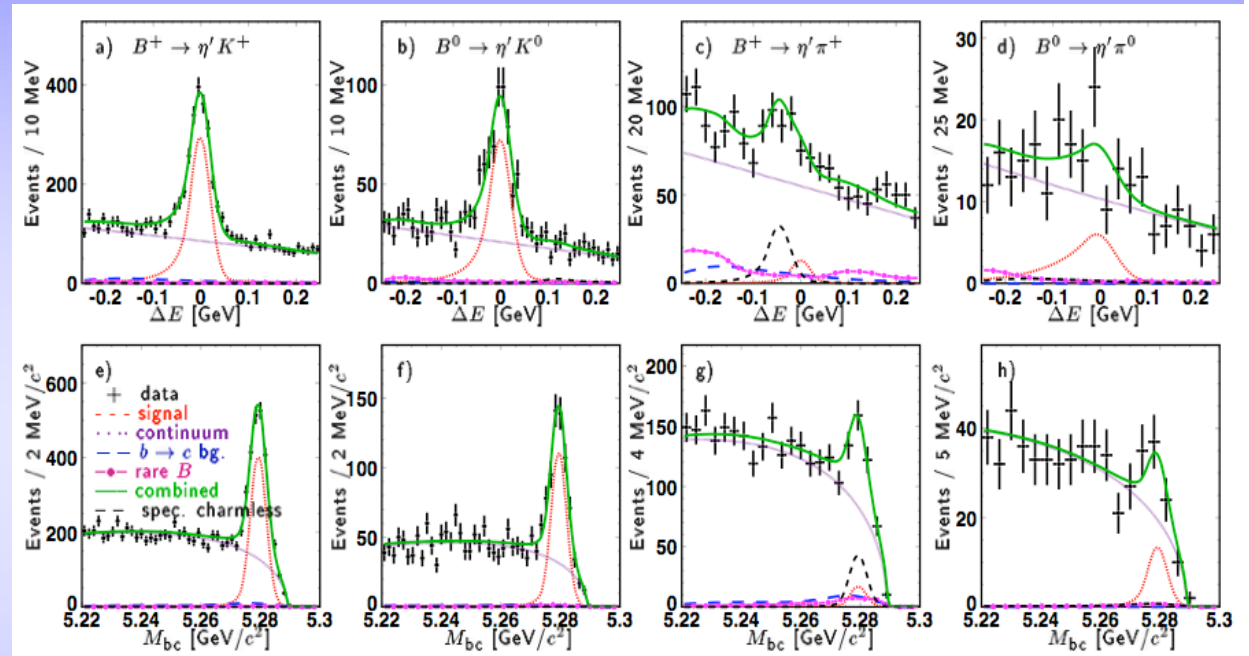 a) B⁺ → η′K⁺
Events / 10 MeV
400
200
0
-0.2 -0.1 0 0.1 0.2
ΔE [GeV]
b) B⁰ → η′K⁰
Events / 10 MeV
100
50
0
-0.2 -0.1 0 0.1 0.2
ΔE [GeV]
c) B⁺ → η′π⁺
Events / 20 MeV
100
50
0
-0.2 -0.1 0 0.1 0.2
ΔE [GeV]
d) B⁰ → η′π⁰
Events / 25 MeV
30
20
10
0
-0.2 -0.1 0 0.1 0.2
ΔE [GeV]
e)
Events / 2 MeV/c²
600
400
200
0
data
signal
continuum
b → c bg.
rare B
combined
spec. charmless
5.22 5.24 5.26 5.28 5.3
M_bc [GeV/c²]
f)
Events / 2 MeV/c²
150
100
50
0
5.22 5.24 5.26 5.28 5.3
M_bc [GeV/c²]
g)
Events / 4 MeV/c²
200
150
100
50
0
5.22 5.24 5.26 5.28 5.3
M_bc [GeV/c²]
h)
Events / 5 MeV/c²
40
20
0
5.22 5.24 5.26 5.28 5.3
M_bc [GeV/c²]